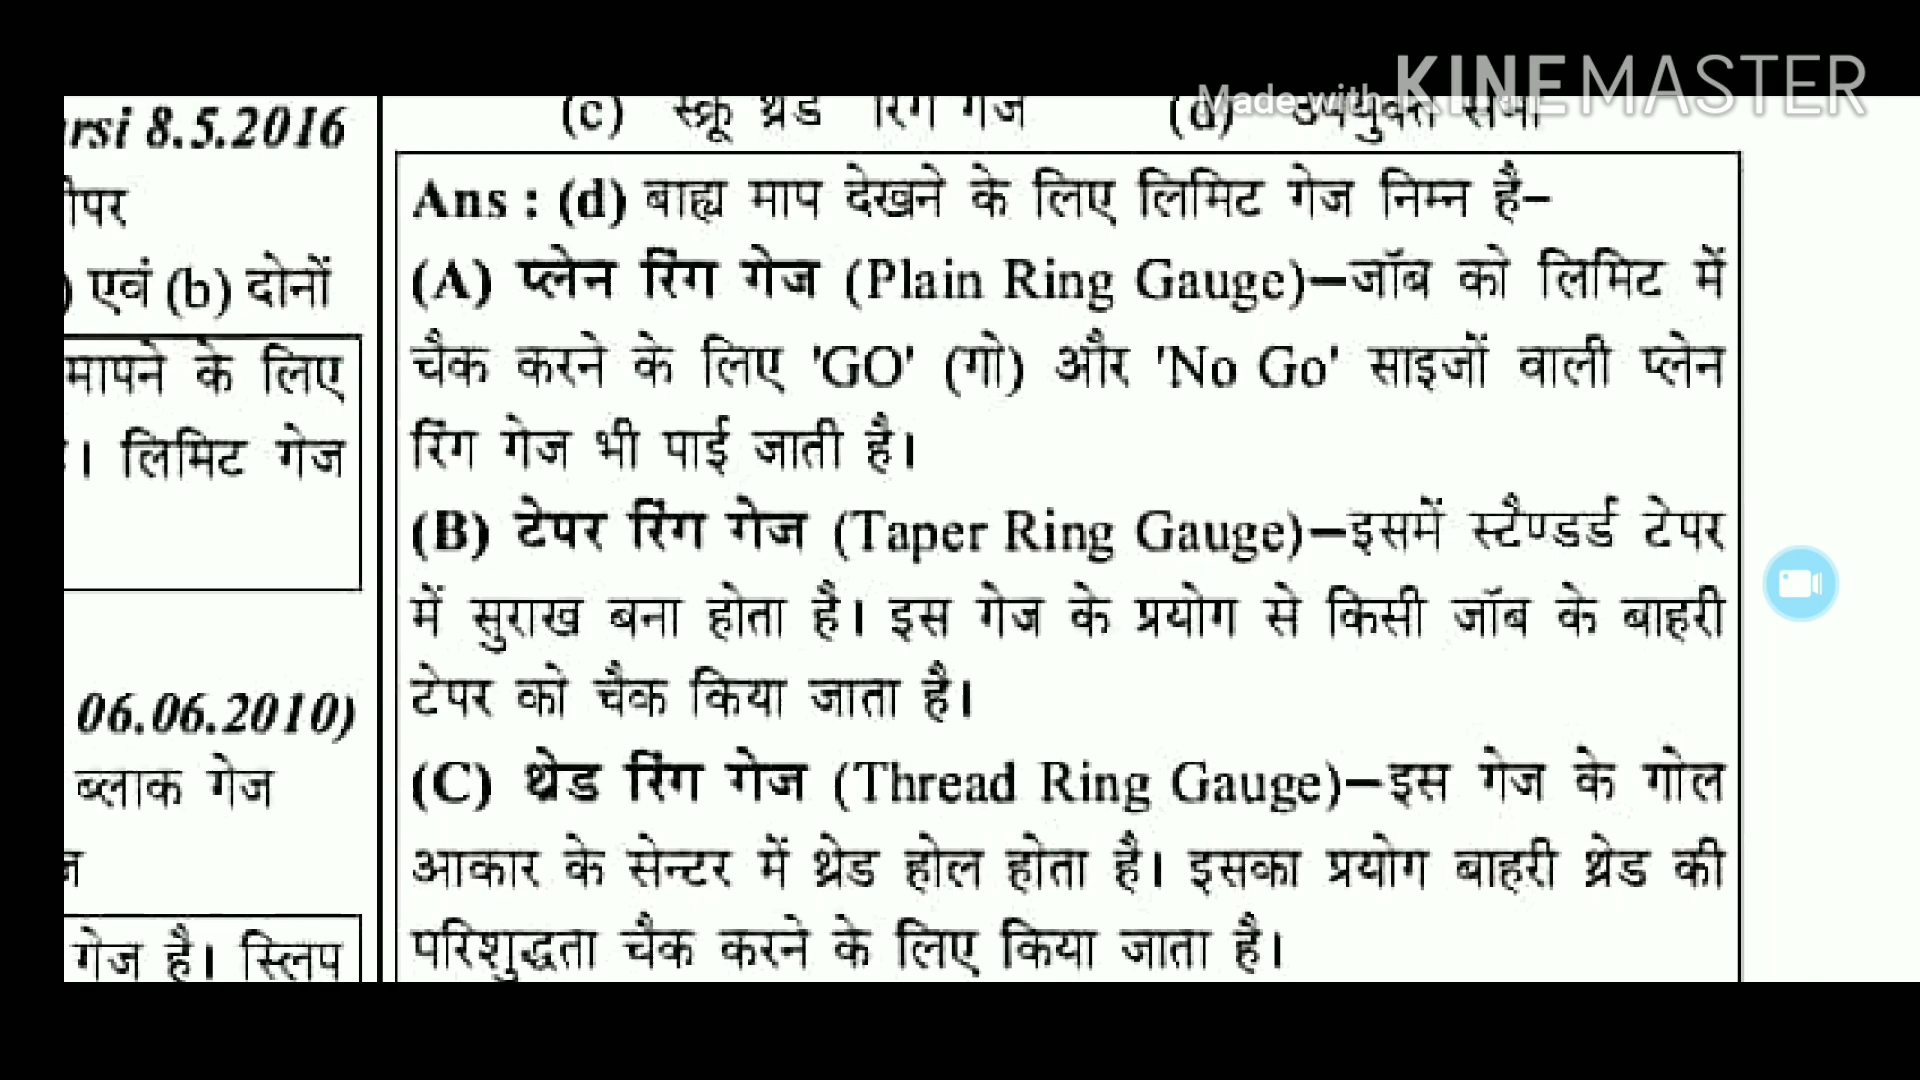 Made with KINEMASTER
rsi 8.5.2016
एवं (b) दोनों
मापने के लिए
। लिमिट गेज
06.06.2010)
ब्लाक गेज
गेज है। स्लिप
(c) स्क्रू थ्रेड रिंग गेज (d) उपर्युक्त सभी
Ans : (d) बाह्य माप देखने के लिए लिमिट गेज निम्न है–
(A) प्लेन रिंग गेज (Plain Ring Gauge)–जॉब को लिमिट में
चैक करने के लिए 'GO' (गो) और 'No Go' साइजों वाली प्लेन
रिंग गेज भी पाई जाती है।
(B) टेपर रिंग गेज (Taper Ring Gauge)–इसमें स्टैण्डर्ड टेपर
में सुराख बना होता है। इस गेज के प्रयोग से किसी जॉब के बाहरी
टेपर को चैक किया जाता है।
(C) थ्रेड रिंग गेज (Thread Ring Gauge)–इस गेज के गोल
आकार के सेन्टर में थ्रेड होल होता है। इसका प्रयोग बाहरी थ्रेड की
परिशुद्धता चैक करने के लिए किया जाता है।